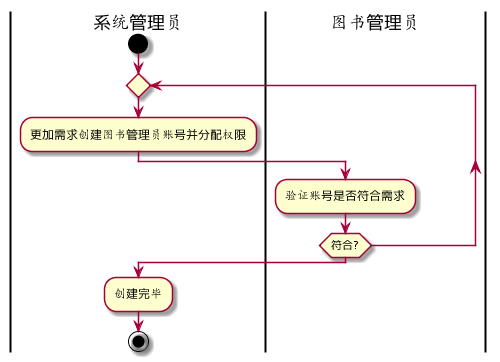 系统管理员
图书管理员
更加需求创建图书管理员账号并分配权限
验证账号是否符合需求
符合?
创建完毕